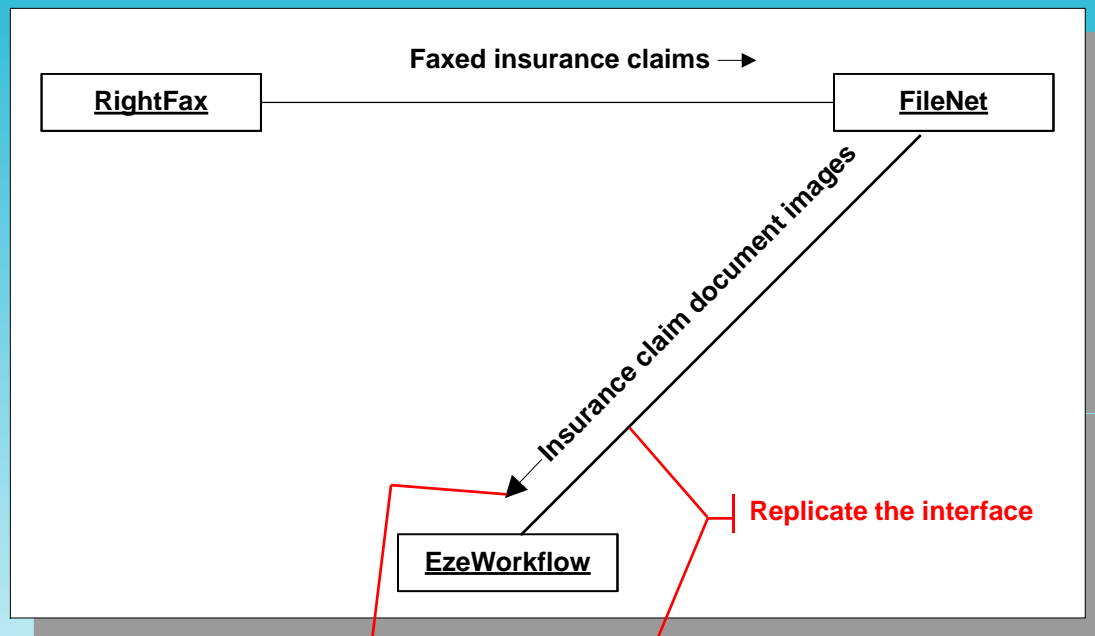 Faxed insurance claims
RightFax
FileNet
Insurance claim document images
Replicate the interface
EzeWorkflow